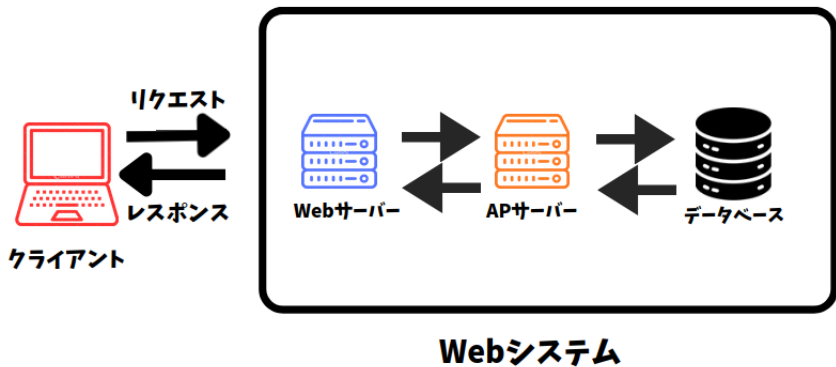 リクエスト
レスポンス
クライアント
Webサーバー
APサーバー
データベース
Webシステム